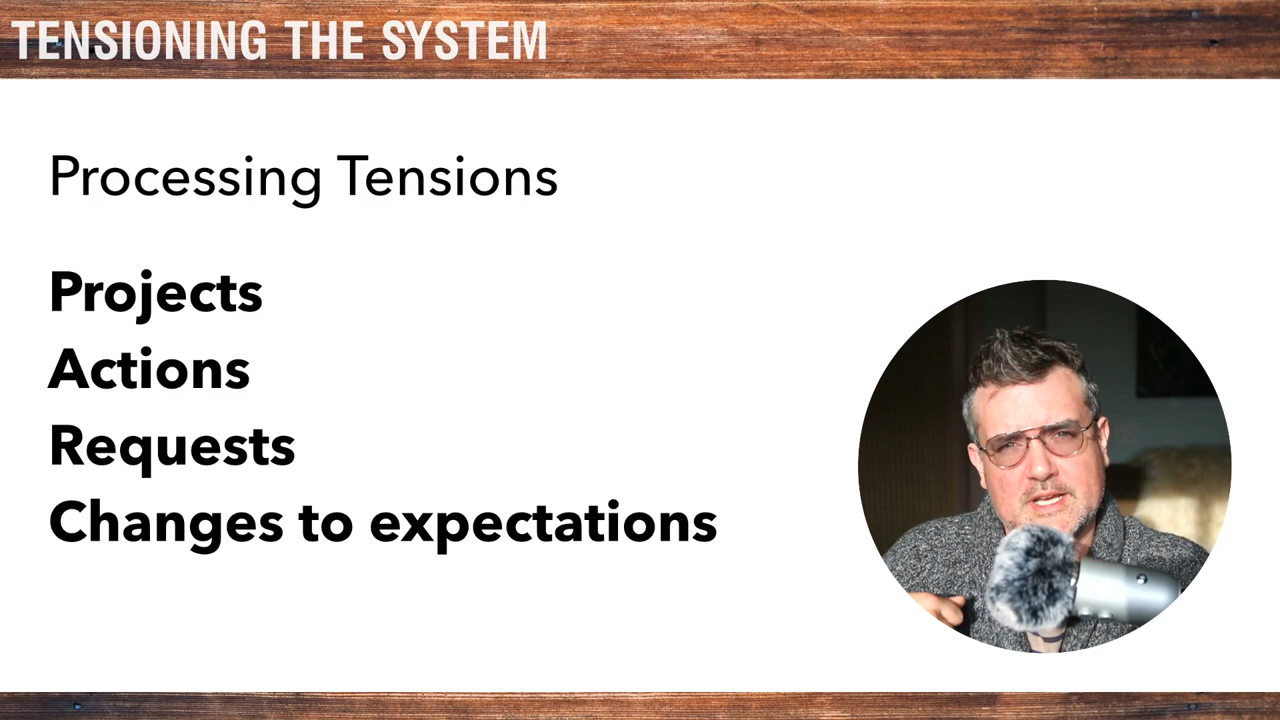 TENSIONING THE SYSTEM
Processing Tensions
Projects
Actions
Requests
Changes to expectations